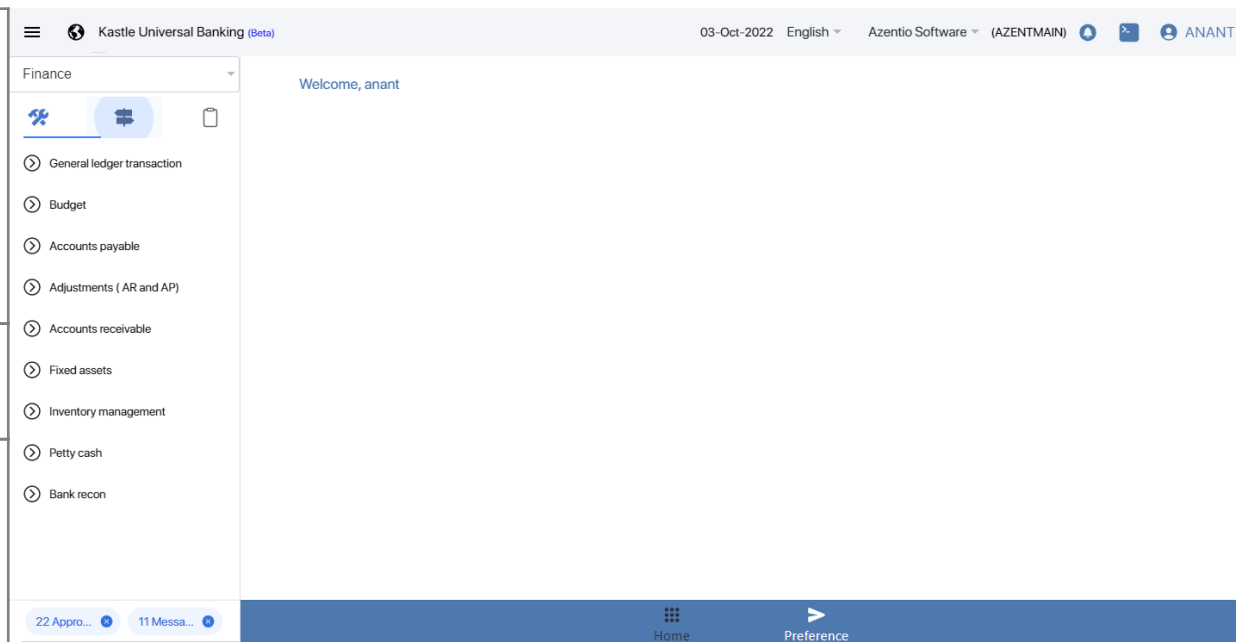 Kastle Universal Banking (Beta)
03-Oct-2022 English Azentio Software (AZENTMAIN) ANANT
Finance
Welcome, anant
General ledger transaction
Budget
Accounts payable
Adjustments ( AR and AP)
Accounts receivable
Fixed assets
Inventory management
Petty cash
Bank recon
22 Appro... 11 Messa...
Home Preference